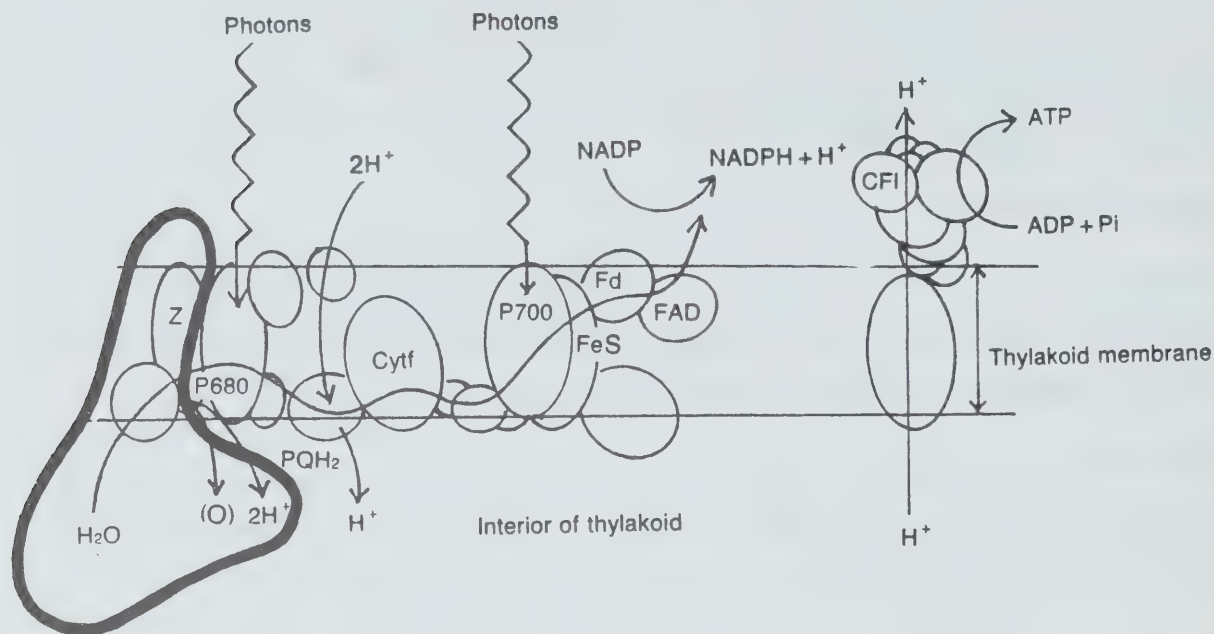 Photons
Photons
H+
ATP
2H+
NADP
NADPH + H+
CFI
ADP + Pi
Z
P700
Fd
FAD
FeS
Cytf
Thylakoid membrane
P680
PQH2
H2O
(O) 2H+
H+
Interior of thylakoid
H+